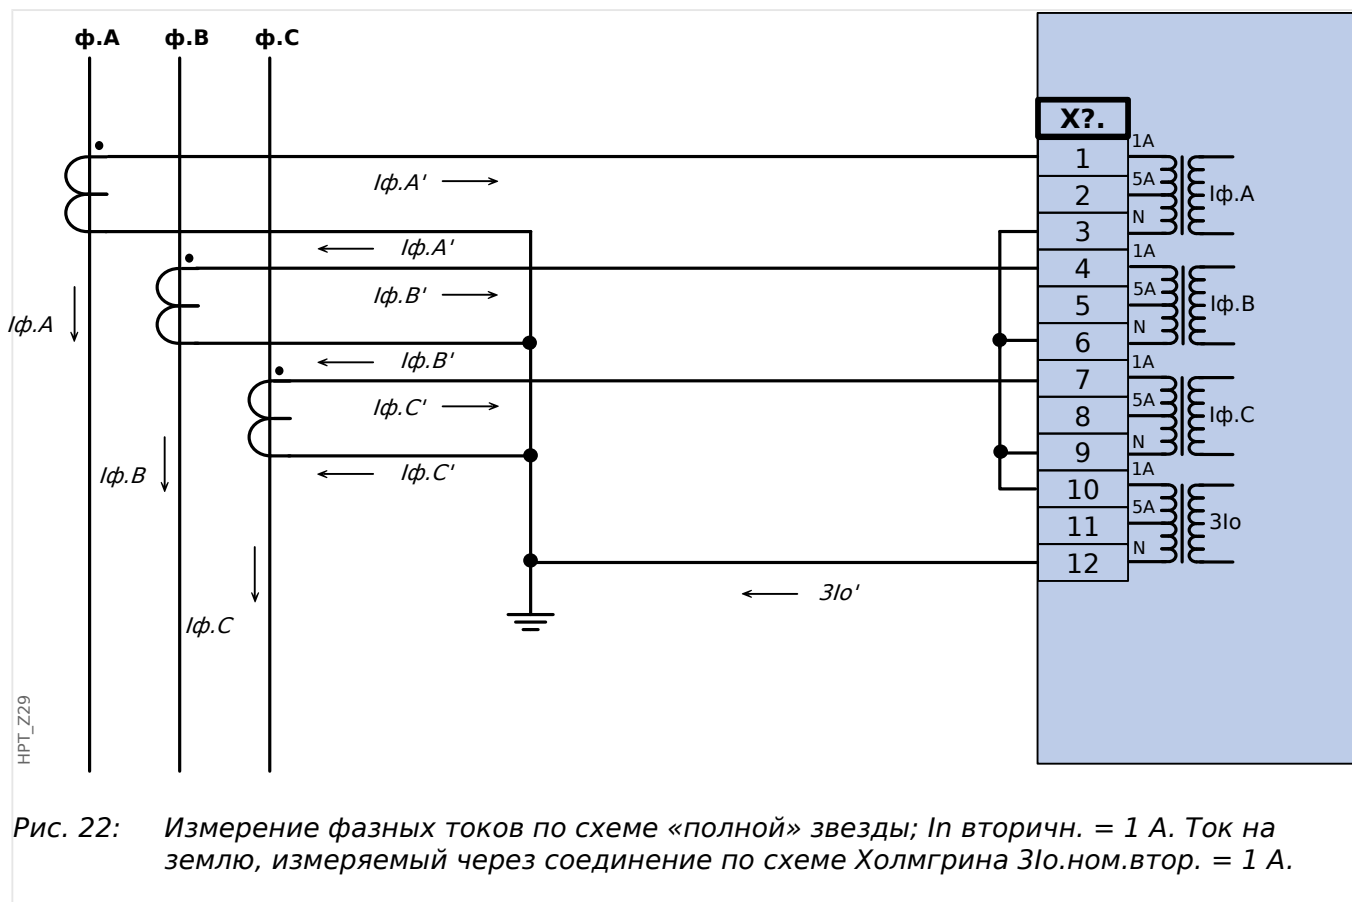 ф.A
ф.B
ф.C
X?.
1
2
3
4
5
6
7
8
9
10
11
12
1A
5A
N
Iф.A
1A
5A
N
Iф.B
1A
5A
N
Iф.C
1A
5A
N
3Io
Iф.A'
Iф.A'
Iф.B'
Iф.B'
Iф.C'
Iф.C'
Iф.A
Iф.B
Iф.C
3Io'
HPT_Z29
Рис. 22: Измерение фазных токов по схеме «полной» звезды; In вторичн. = 1 А. Ток на
землю, измеряемый через соединение по схеме Холмгрина 3Io.ном.втор. = 1 А.